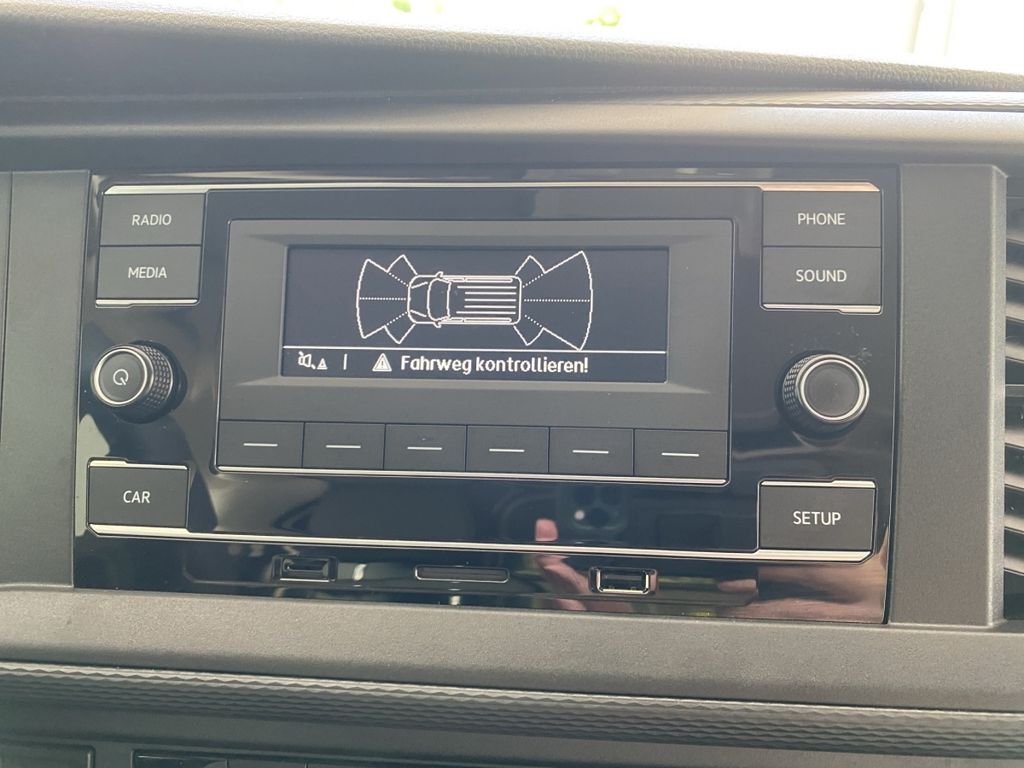 RADIO
PHONE
MEDIA
SOUND
Fahrweg kontrollieren!
CAR
SETUP